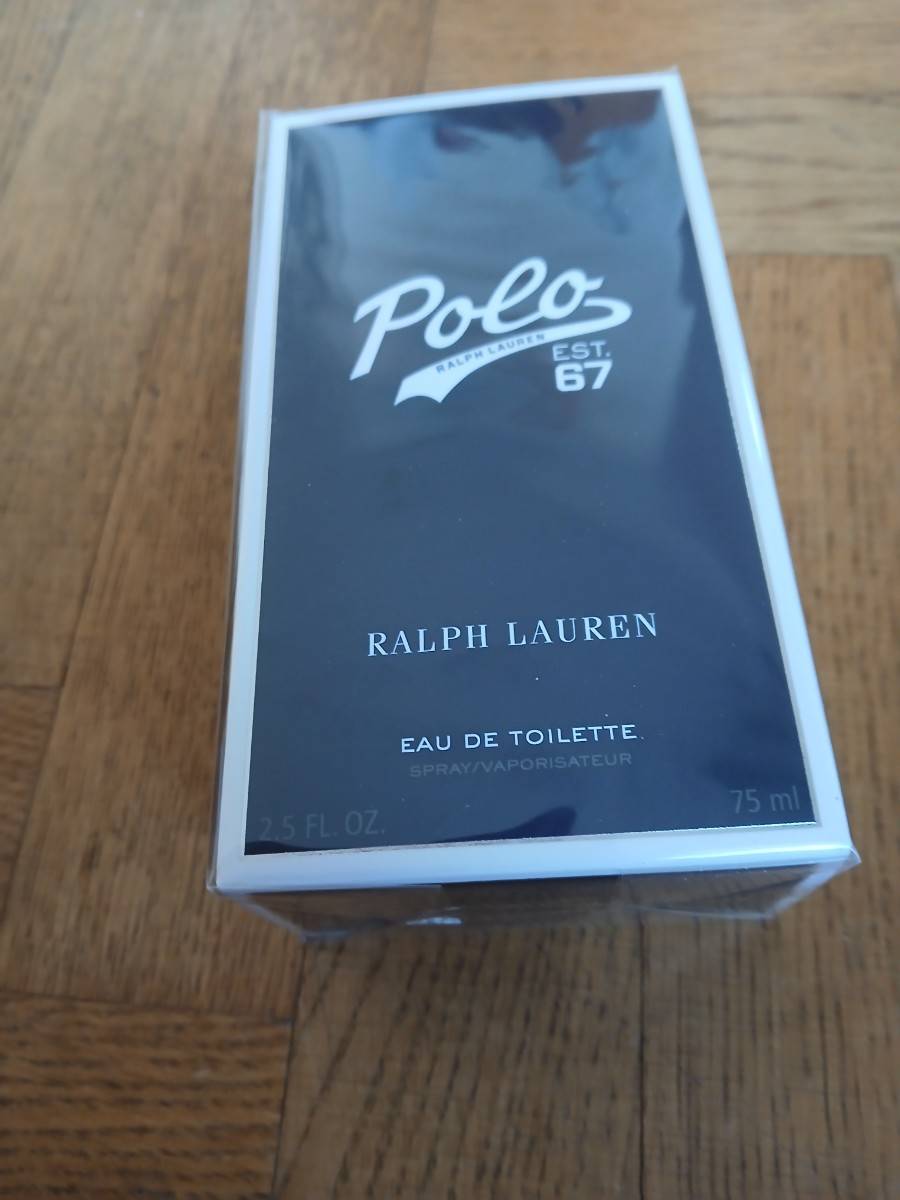 Polo
RALPH LAUREN
EST.
67
RALPH LAUREN
EAU DE TOILETTE
SPRAY/VAPORISATEUR
2.5 FL. OZ.
75 ml